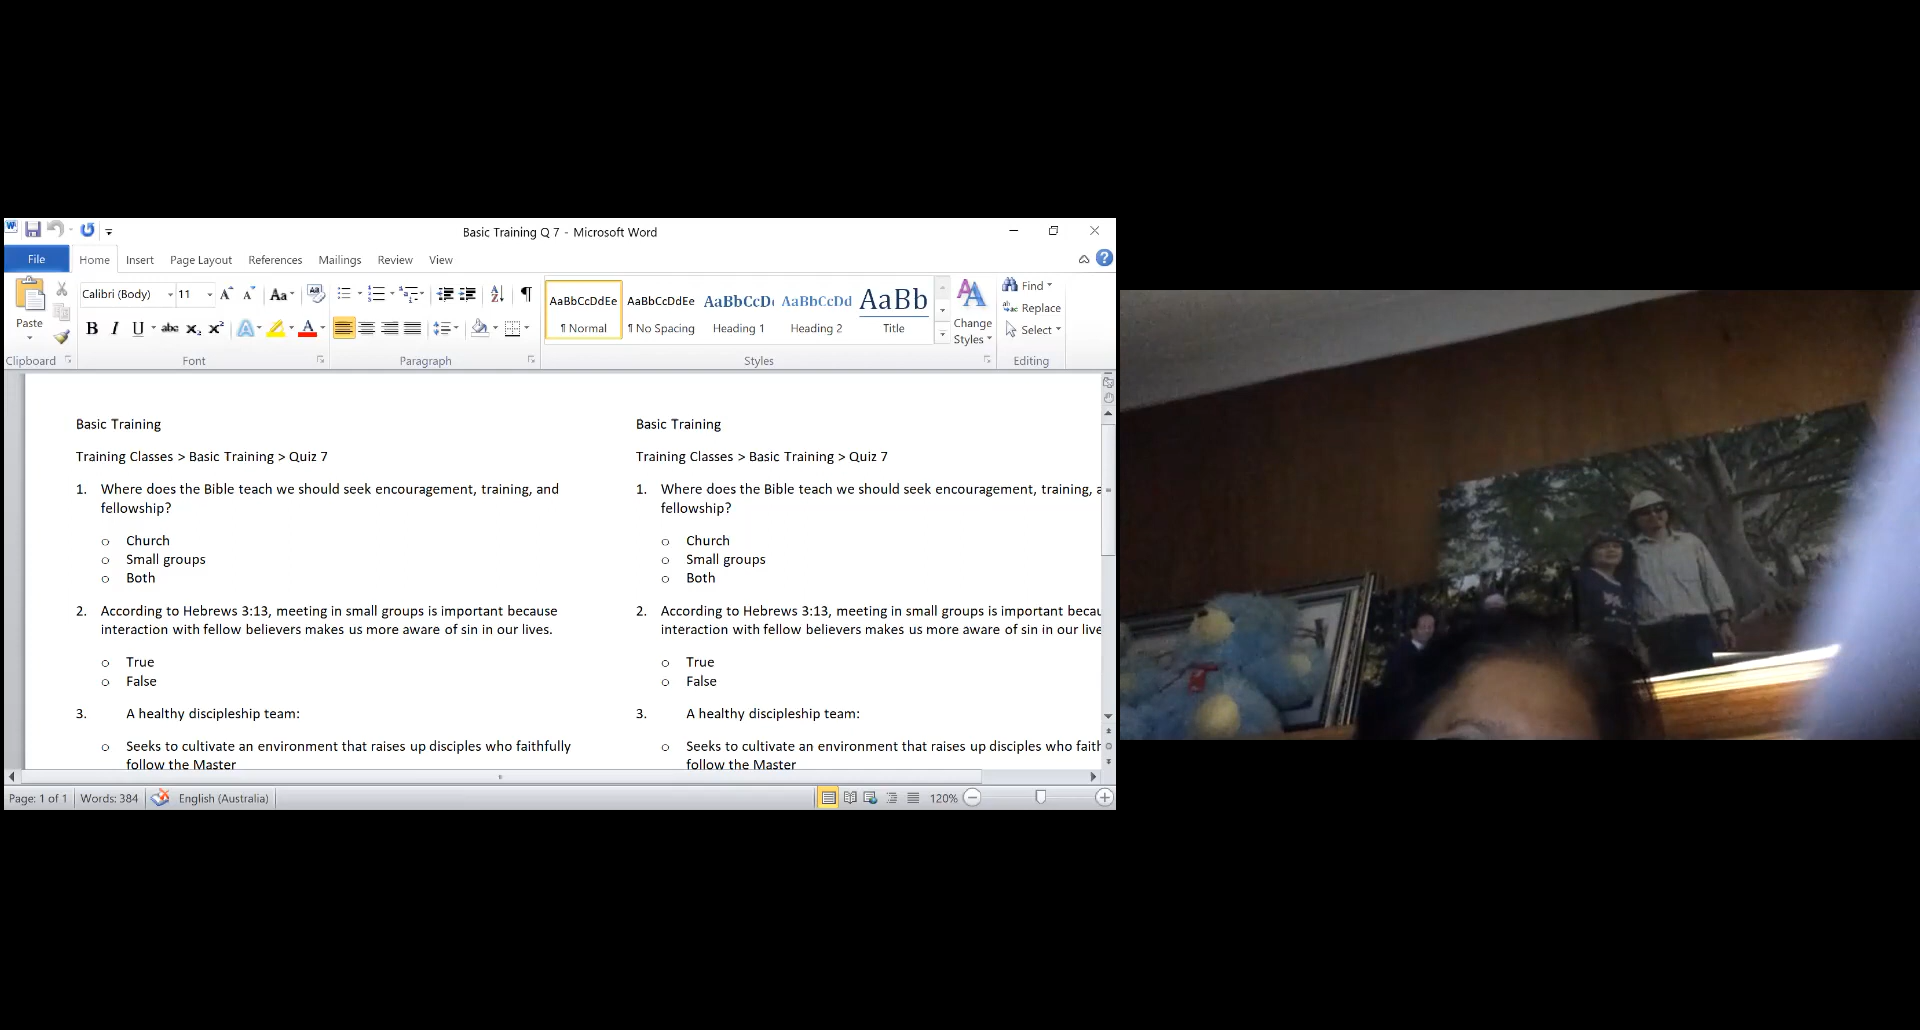 Basic Training Q 7 - Microsoft Word
File Home Insert Page Layout References Mailings Review View
Calibri (Body) 11
Paste
AaBbCcDdEe AaBbCcDdEe AaBbCcDd AaBbCcDd AaBb
¶ Normal ¶ No Spacing Heading 1 Heading 2 Title
Change
Styles
Find
Replace
Select
Clipboard Font Paragraph Styles Editing
Basic Training
Training Classes > Basic Training > Quiz 7
1. Where does the Bible teach we should seek encouragement, training, and
fellowship?
o Church
o Small groups
o Both
2. According to Hebrews 3:13, meeting in small groups is important because
interaction with fellow believers makes us more aware of sin in our lives.
o True
o False
3. A healthy discipleship team:
o Seeks to cultivate an environment that raises up disciples who faithfully
follow the Master
Basic Training
Training Classes > Basic Training > Quiz 7
1. Where does the Bible teach we should seek encouragement, training, a
fellowship?
o Church
o Small groups
o Both
2. According to Hebrews 3:13, meeting in small groups is important becau
interaction with fellow believers makes us more aware of sin in our live
o True
o False
3. A healthy discipleship team:
o Seeks to cultivate an environment that raises up disciples who faith
follow the Master
Page: 1 of 1 Words: 384 English (Australia) 120%